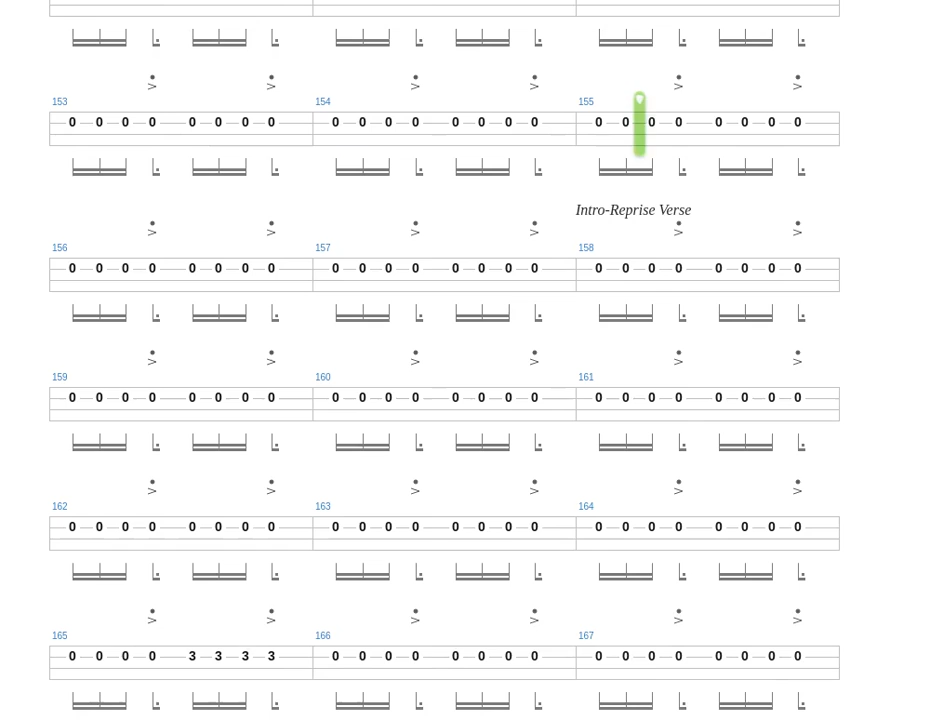 153 154 155
0 0 0 0 0 0 0 0 0 0 0 0 0 0 0 0 0 0 0 0 0 0 0 0
Intro-Reprise Verse
156 157 158
0 0 0 0 0 0 0 0 0 0 0 0 0 0 0 0 0 0 0 0 0 0 0 0
159 160 161
0 0 0 0 0 0 0 0 0 0 0 0 0 0 0 0 0 0 0 0 0 0 0 0
162 163 164
0 0 0 0 0 0 0 0 0 0 0 0 0 0 0 0 0 0 0 0 0 0 0 0
165 166 167
0 0 0 0 3 3 3 3 0 0 0 0 0 0 0 0 0 0 0 0 0 0 0 0